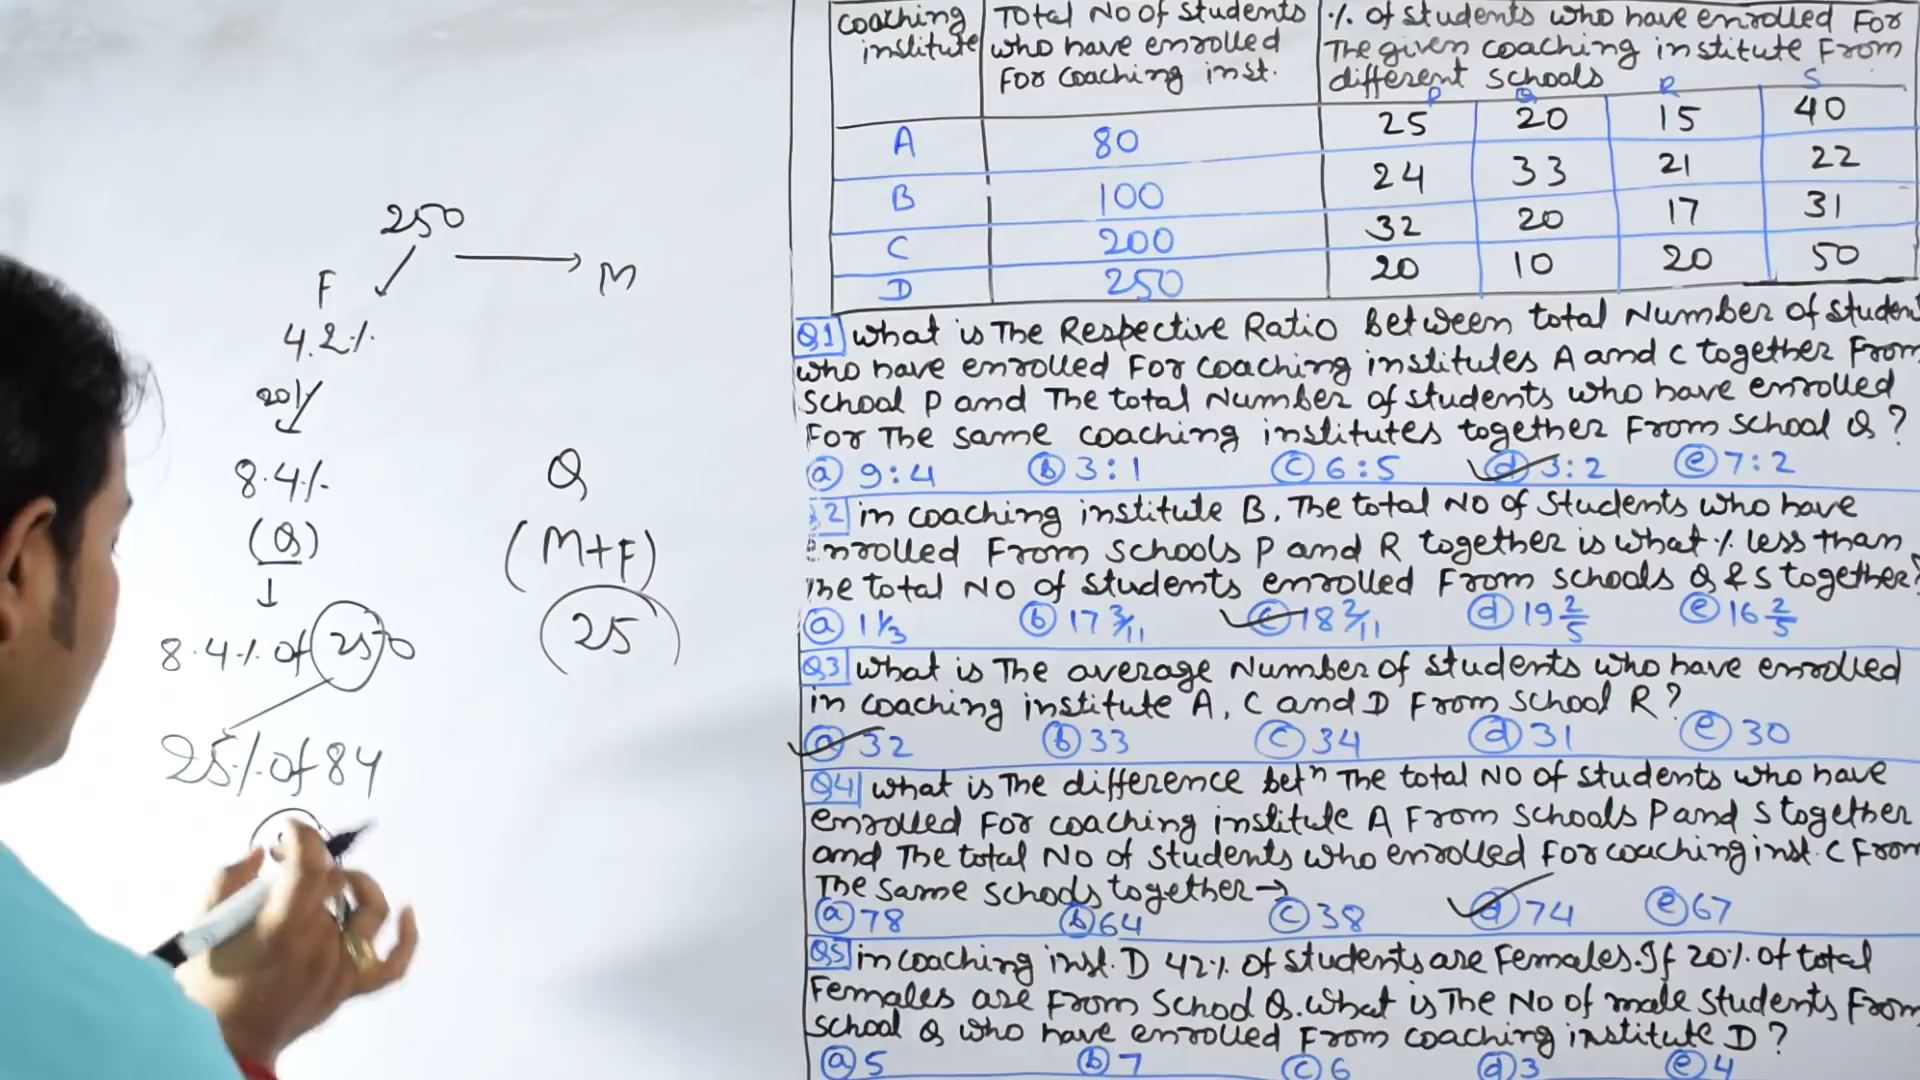 250
F
M
4.2%
20%
8.4%
(Q)
Q
(M+F)
8.4% of 250
25
25% of 84
coaching institute
Total No of students who have enrolled For coaching inst.
% of students who have enrolled For
The given coaching institute From
different schools
P Q R S
A 80 25 20 15 40
B 100 24 33 21 22
C 200 32 20 17 31
D 250 20 10 20 50
Q1 what is The Respective Ratio between total Number of student
who have enrolled For coaching institutes A and C together From
School P and The total Number of students who have enrolled
For The same coaching institutes together From school Q?
a 9:4 b 3:1 c 6:5 d 3:2 e 7:2
2 in coaching institute B, The total No of Students who have
enrolled From schools P and R together is what % less than
the total No of students enrolled From schools Q & S together?
a 1 1/3 b 17 3/11 c 18 2/11 d 19 2/5 e 16 2/5
Q3 what is The average Number of students who have enrolled
in coaching institute A, C and D From school R?
a 32 b 33 c 34 d 31 e 30
Q4 what is The difference betn The total No of students who have
enrolled For coaching institute A From schools P and S together
and The total No of students who enrolled For coaching inst. C From
The same schools together →
a 78 b 64 c 38 d 74 e 67
Q5 in coaching inst. D 42% of students are Females. If 20% of total
Females are From School Q. what is The No of male students From
school Q who have enrolled From coaching institute D?
a 5 b 7 c 6 d 3 e 4